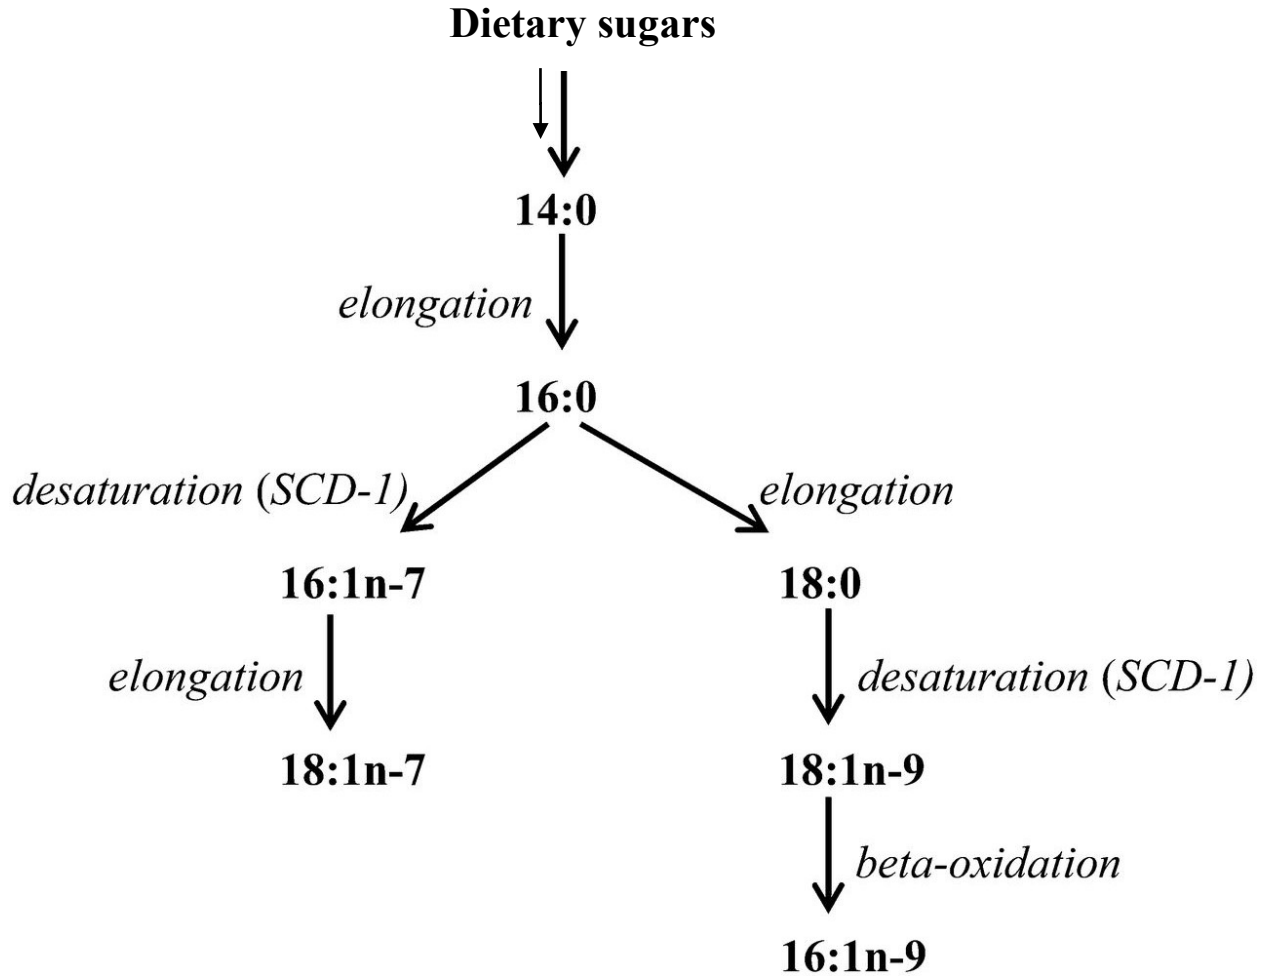 Dietary sugars
14:0
elongation
16:0
desaturation (SCD-1)
elongation
16:1n-7
18:0
elongation
desaturation (SCD-1)
18:1n-7
18:1n-9
beta-oxidation
16:1n-9